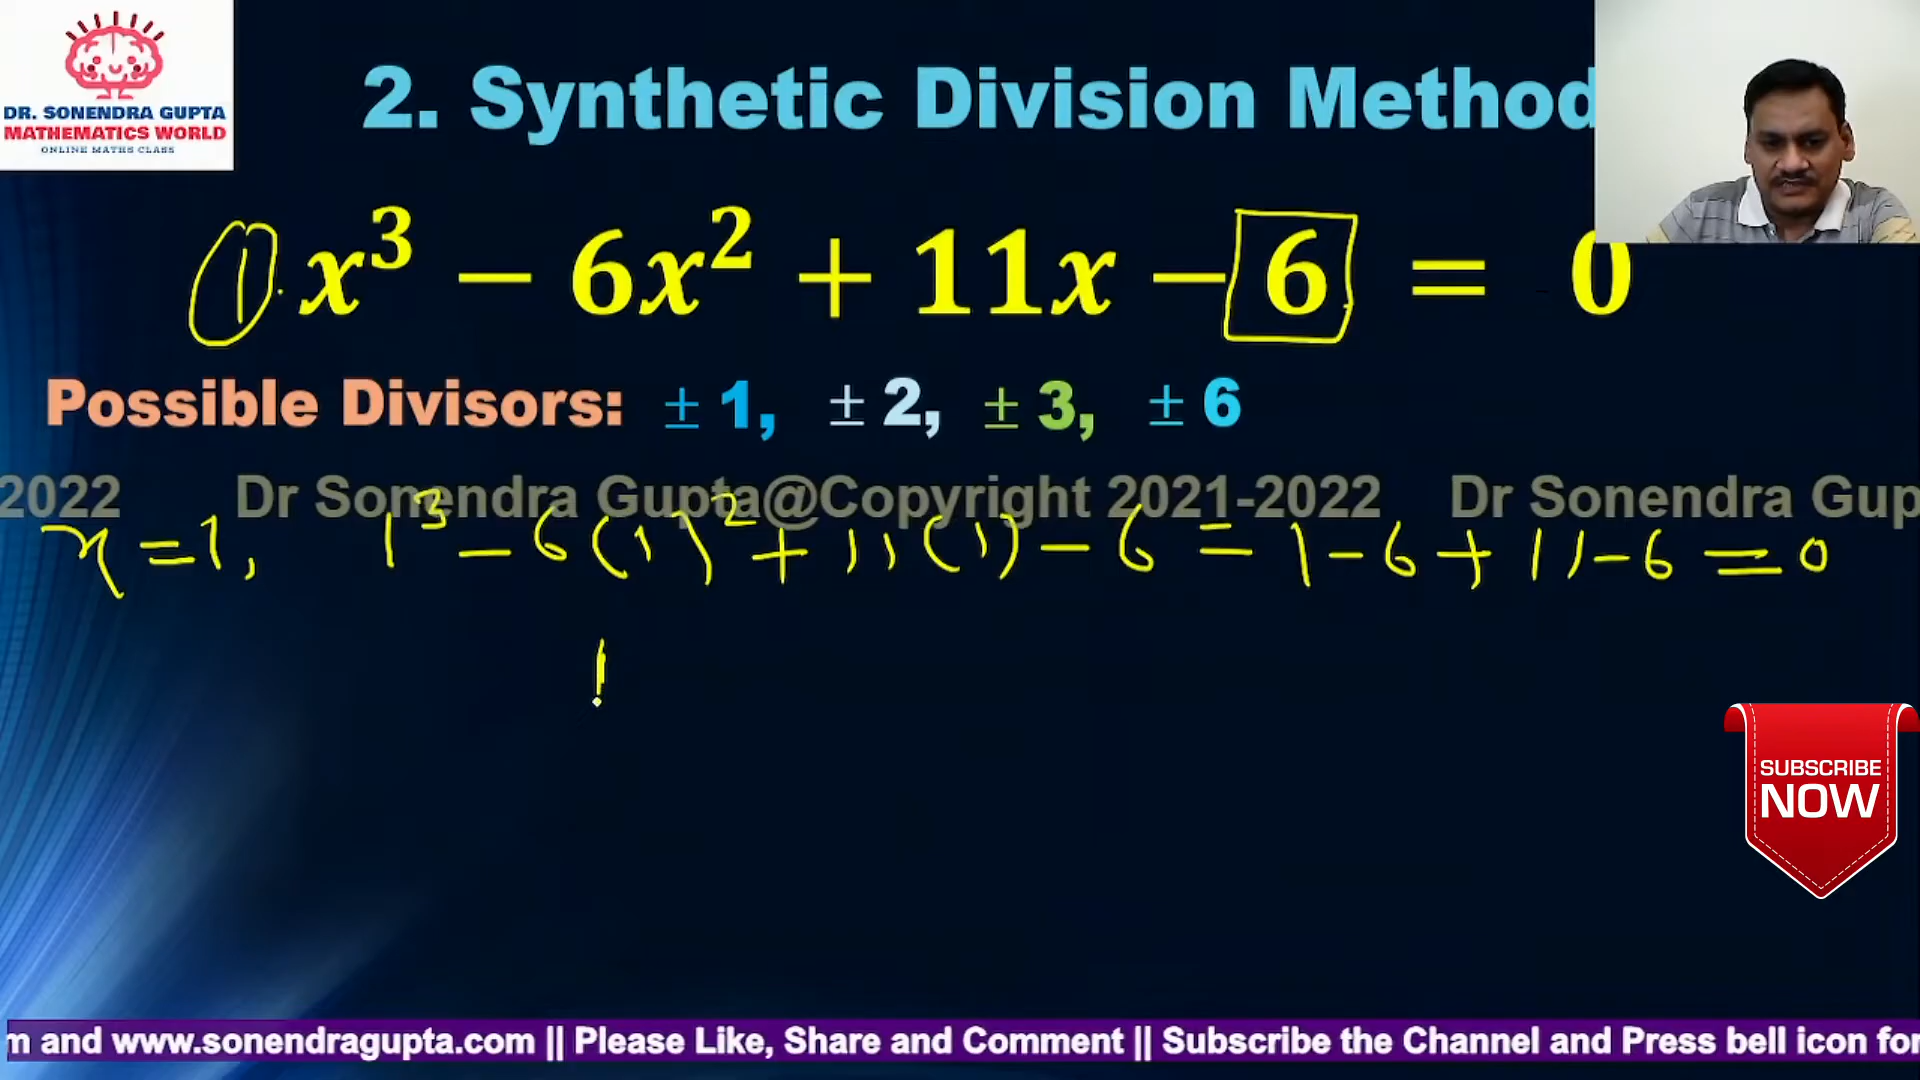 DR. SONENDRA GUPTA
MATHEMATICS WORLD
ONLINE MATHS CLASS
2. Synthetic Division Method
① x³ − 6x² + 11x − 6 = 0
Possible Divisors: ± 1, ± 2, ± 3, ± 6
2022 Dr Sonendra Gupta@Copyright 2021-2022 Dr Sonendra Gup
x = 1, 1³ − 6(1)² + 11(1) − 6 = 1 − 6 + 11 − 6 = 0
1
SUBSCRIBE
NOW
m and www.sonendragupta.com || Please Like, Share and Comment || Subscribe the Channel and Press bell icon for